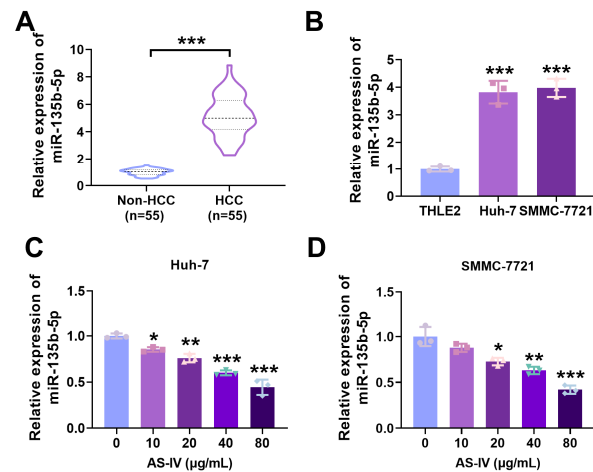 A
Relative expression of
miR-135b-5p
10
8
6
4
2
0
***
Non-HCC
(n=55)
HCC
(n=55)
B
Relative expression of
miR-135b-5p
5
4
3
2
1
0
***
***
THLE2
Huh-7
SMMC-7721
C
Huh-7
Relative expression of
miR-135b-5p
1.5
1.0
0.5
0.0
*
**
***
***
0 10 20 40 80
AS-IV (μg/mL)
D
SMMC-7721
Relative expression of
miR-135b-5p
1.5
1.0
0.5
0.0
*
**
***
0 10 20 40 80
AS-IV (μg/mL)